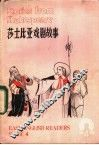 Stories from
Shakespeare
莎士比亚戏剧故事
EASY ENGLISH READERS